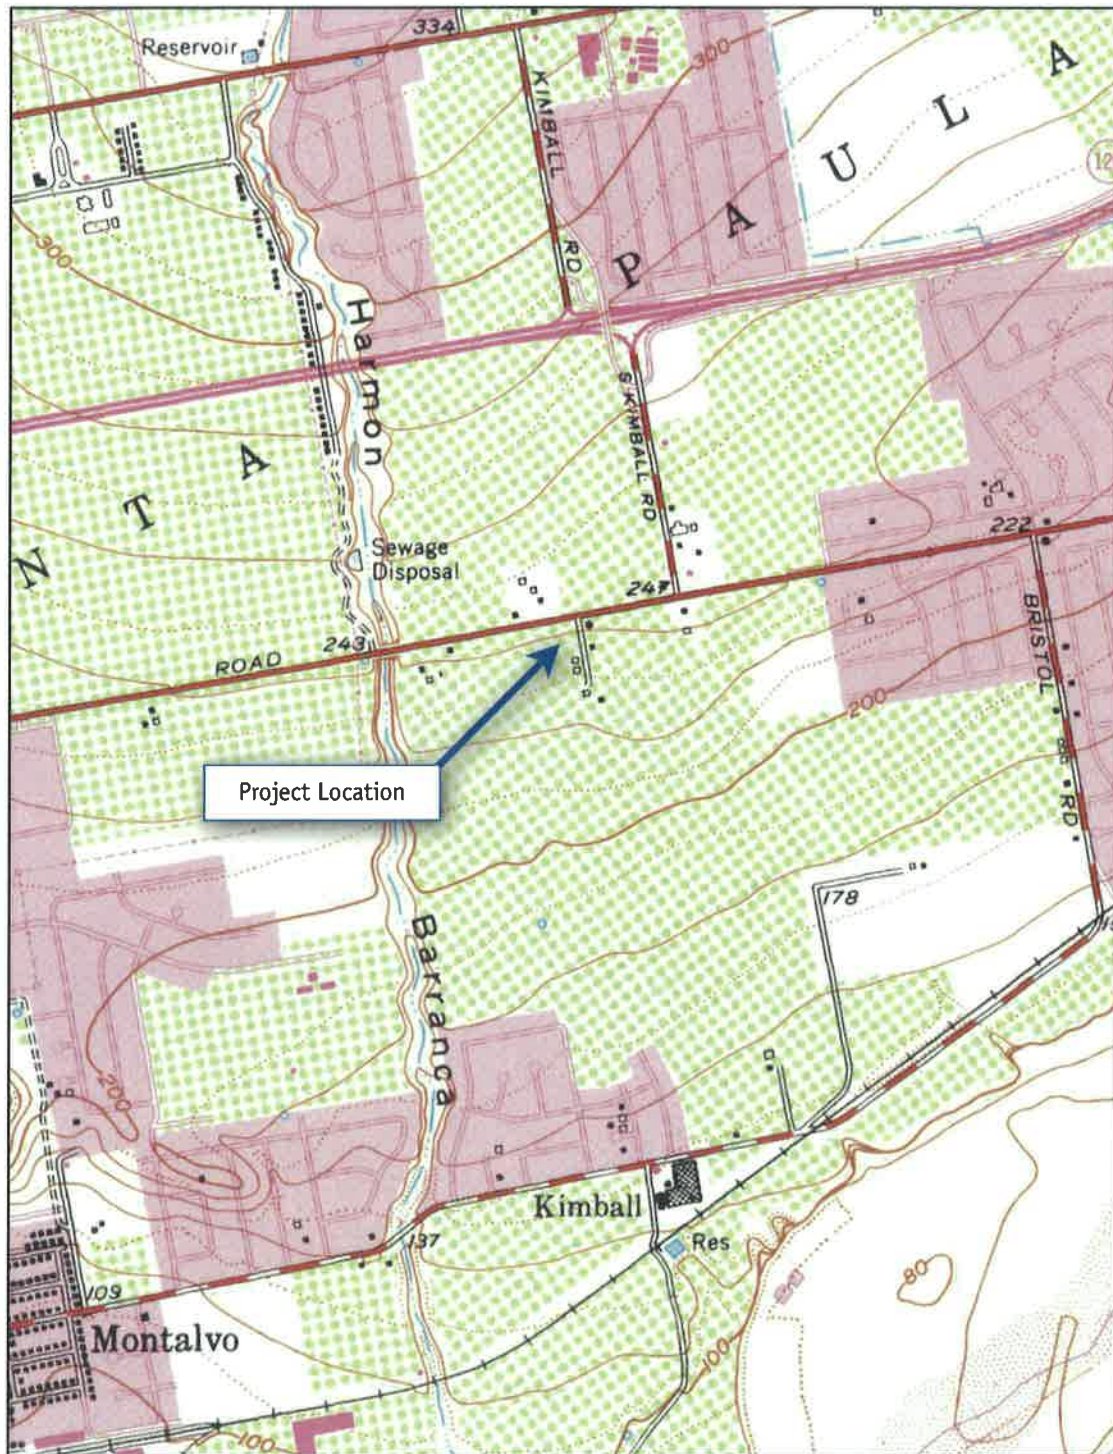 Reservoir
334
KIMBALL
RD
300
A
L
U
A
P
12
300
Harmon
S KIMBALL RD
A
T
N
Sewage
Disposal
222
247
243
ROAD
BRISTOL
RD
200
Project Location
178
Barranca
200
Kimball
137
Res
80
109
Montalvo
100
100